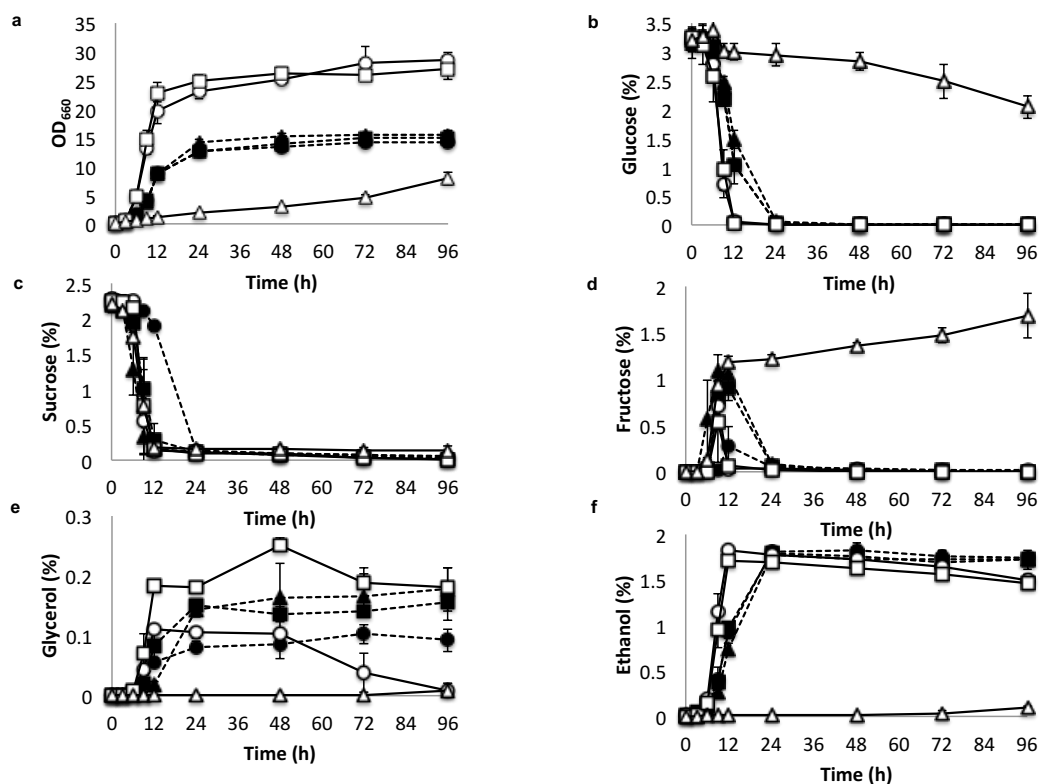 a
35
30
25
20
15
10
5
0
OD660
0 12 24 36 48 60 72 84 96
Time (h)
b
3.5
3
2.5
2
1.5
1
0.5
0
Glucose (%)
0 12 24 36 48 60 72 84 96
Time (h)
c
2.5
2
1.5
1
0.5
0
Sucrose (%)
0 12 24 36 48 60 72 84 96
Time (h)
d
2
1.5
1
0.5
0
Fructose (%)
0 12 24 36 48 60 72 84 96
Time (h)
e
0.3
0.2
0.1
0
Glycerol (%)
0 12 24 36 48 60 72 84 96
Time (h)
f
2
1.5
1
0.5
0
Ethanol (%)
0 12 24 36 48 60 72 84 96
Time (h)